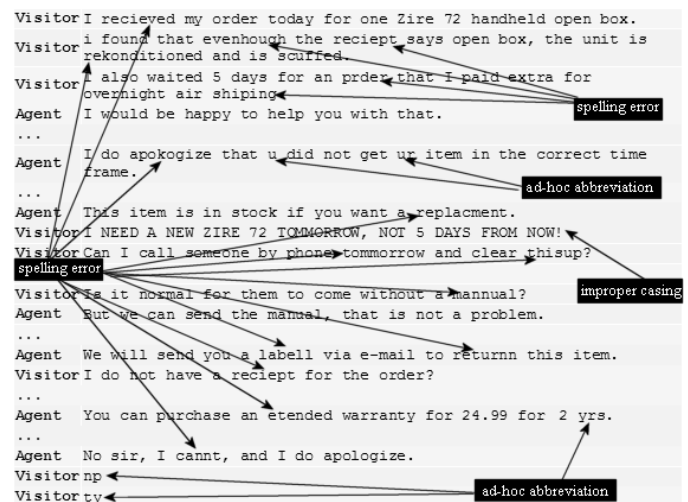 Visitor I recieved my order today for one Zire 72 handheld open box.
Visitor i found that evenhough the reciept says open box, the unit is
rekonditioned and is scuffed.
Visitor I also waited 5 days for an prder that I paid extra for
overnight air shiping
spelling error
Agent I would be happy to help you with that.
...
Agent I do apokogize that u did not get ur item in the correct time
frame.
ad-hoc abbreviation
...
Agent This item is in stock if you want a replacment.
Visitor I NEED A NEW ZIRE 72 TOMMOROW, NOT 5 DAYS FROM NOW!
Visitor Can I call someone by phone tommorrow and clear thisup?
spelling error
improper casing
Visitor Is it normal for them to come without a mannual?
Agent But we can send the manual, that is not a problem.
...
Agent We will send you a labell via e-mail to returnn this item.
Visitor I do not have a reciept for the order?
...
Agent You can purchase an etended warranty for 24.99 for 2 yrs.
...
Agent No sir, I cannt, and I do apologize.
Visitor np
ad-hoc abbreviation
Visitor ty